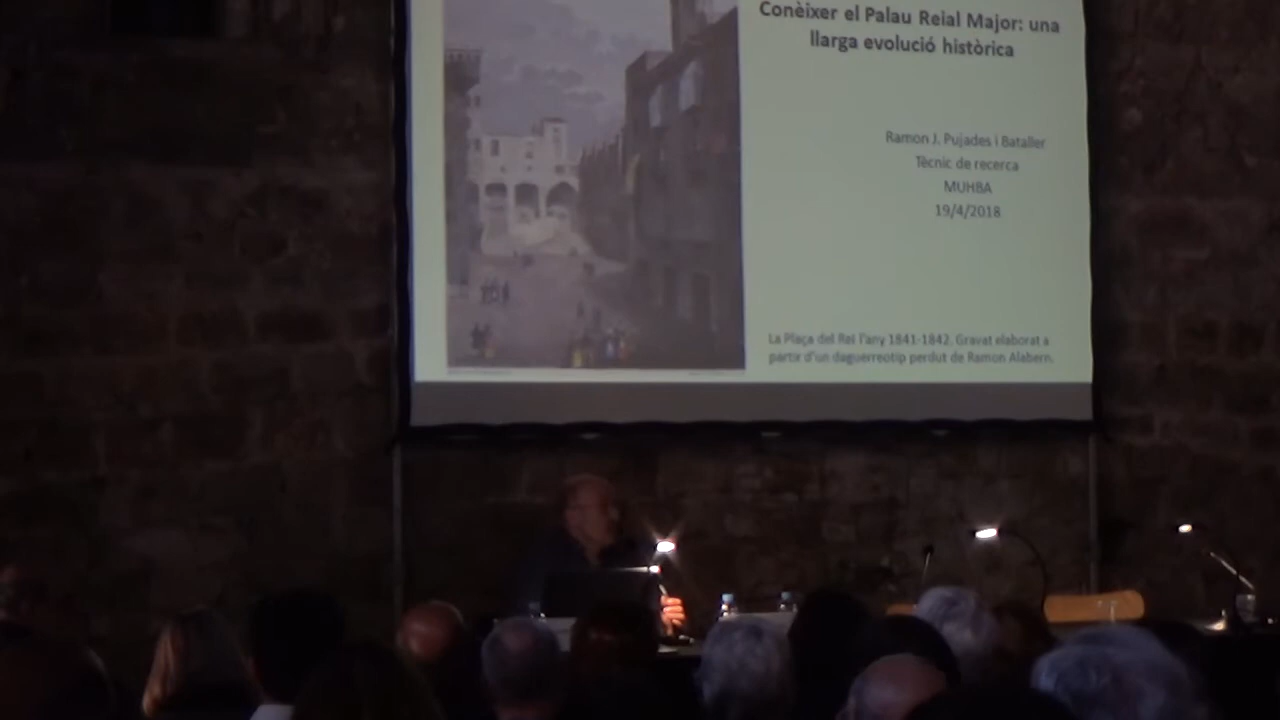 Conèixer el Palau Reial Major: una
llarga evolució històrica
Ramon J. Pujades i Bataller
Tècnic de recerca
MUHBA
19/4/2018
La Plaça del Rei l'any 1841-1842. Gravat elaborat a
partir d'un daguerreotip perdut de Ramon Alabern.